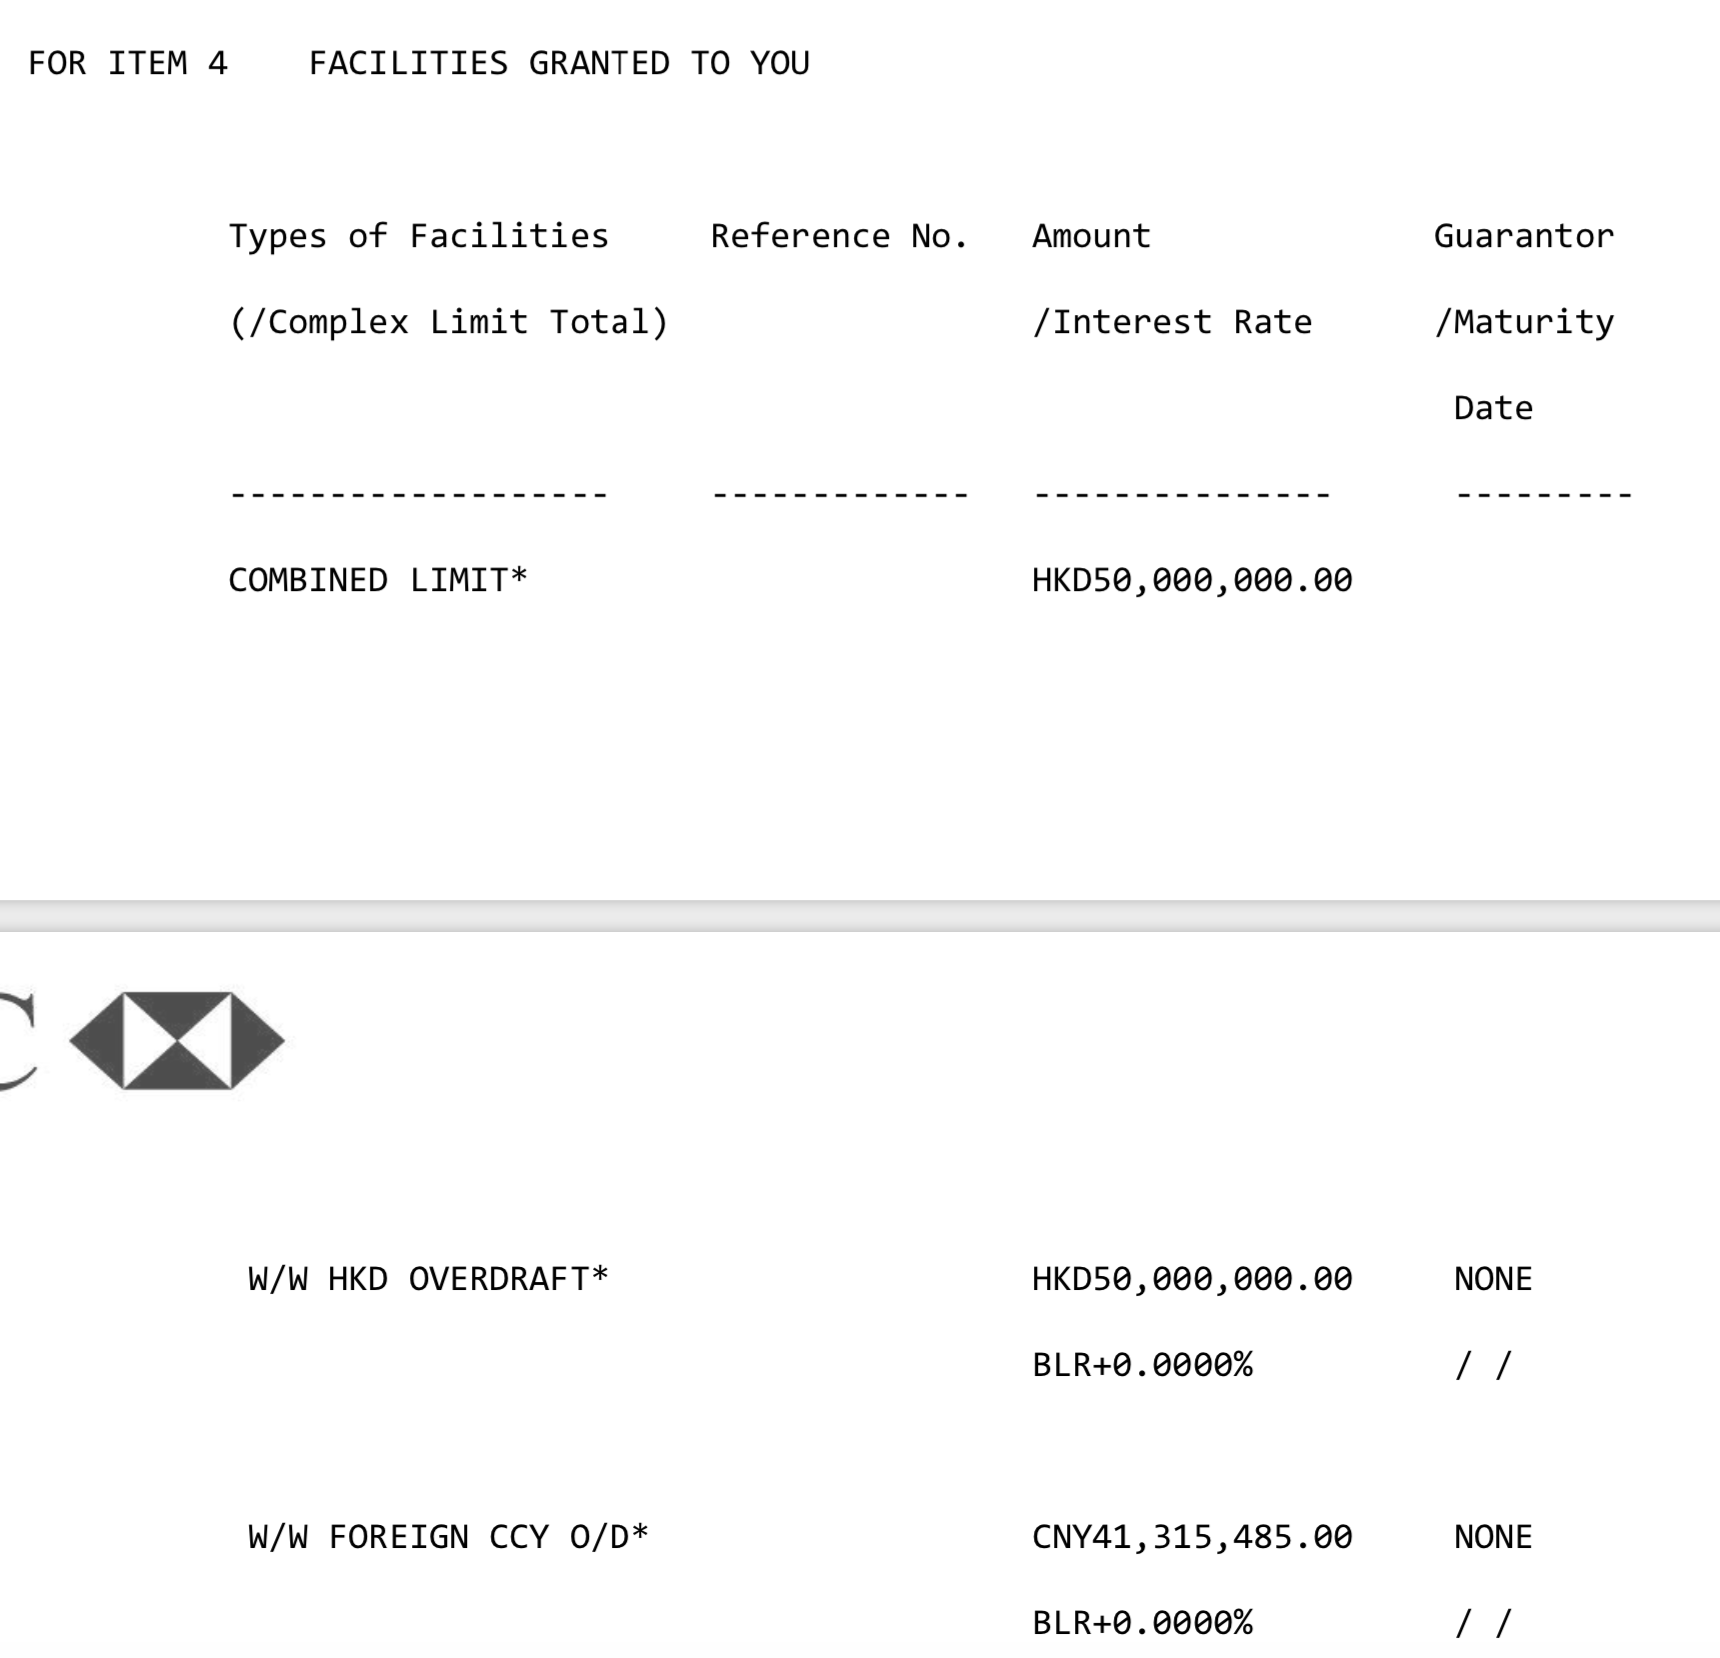 FOR ITEM 4    FACILITIES GRANTED TO YOU
Types of Facilities    Reference No.    Amount    Guarantor
(/Complex Limit Total)    /Interest Rate    /Maturity
Date
-------------------    -------------    ---------------    ---------
COMBINED LIMIT*    HKD50,000,000.00
C
W/W HKD OVERDRAFT*    HKD50,000,000.00    NONE
BLR+0.0000%    / /
W/W FOREIGN CCY O/D*    CNY41,315,485.00    NONE
BLR+0.0000%    / /